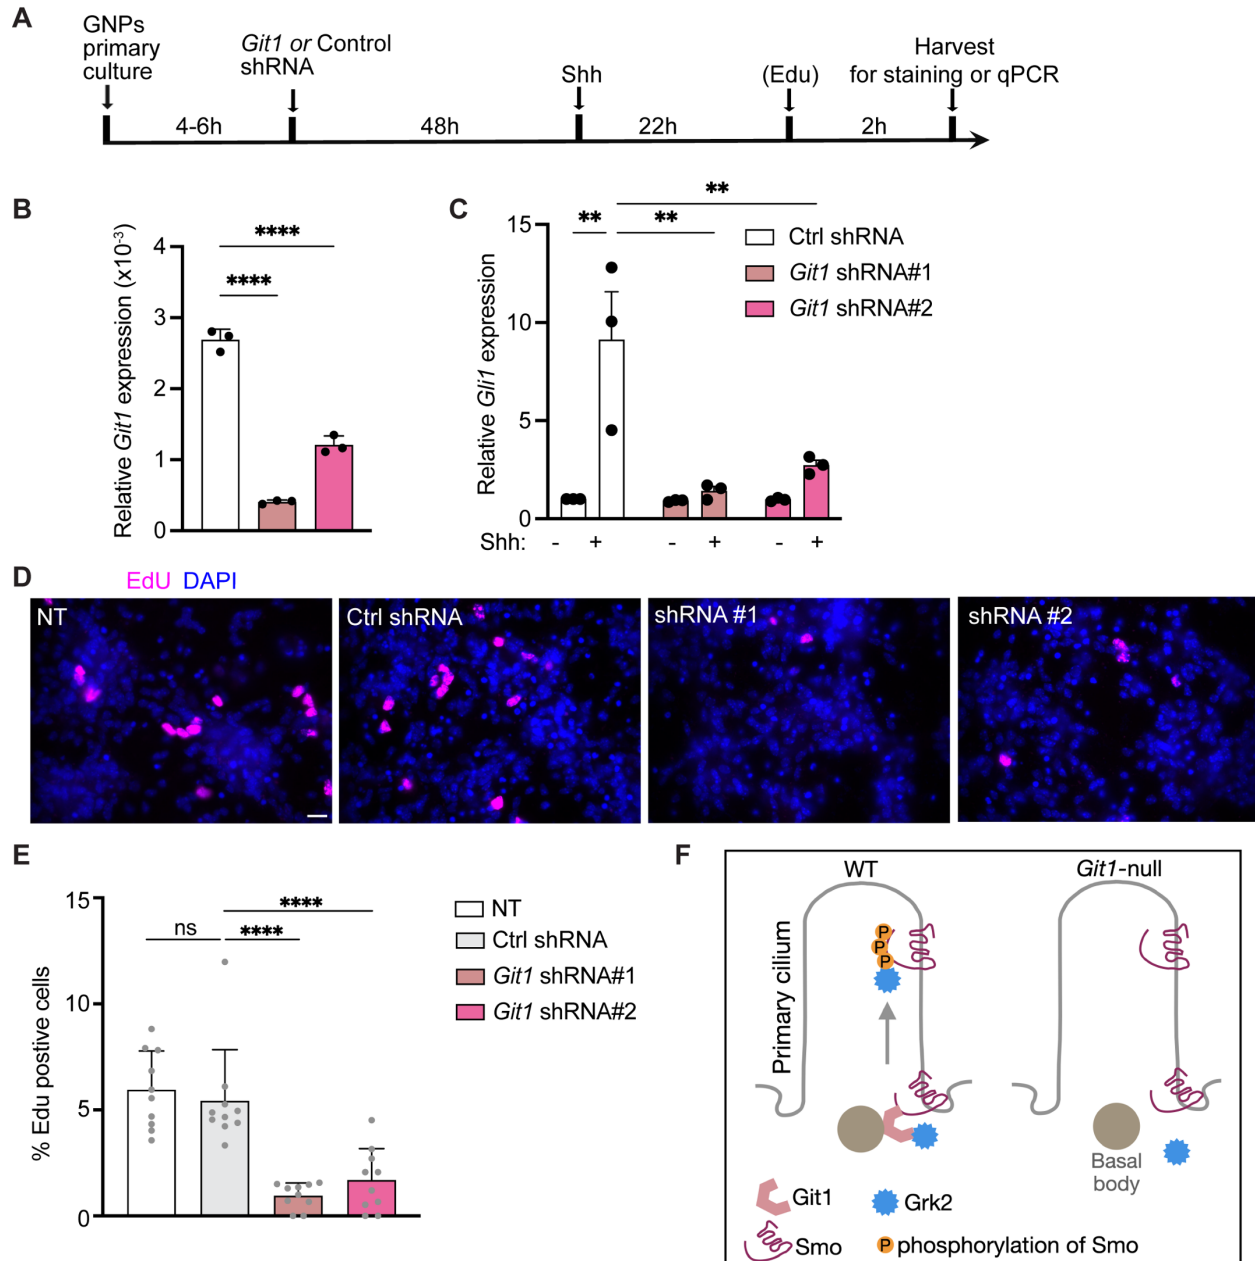 A
GNPs
primary
culture
Git1 or Control
shRNA
Shh
(Edu)
Harvest
for staining or qPCR
4-6h
48h
22h
2h
B
Relative Git1 expression (x10⁻³)
4
3
2
1
0
****
****
C
Relative Gli1 expression
15
10
5
0
**
**
**
Ctrl shRNA
Git1 shRNA#1
Git1 shRNA#2
Shh: - + - + - +
D
EdU DAPI
NT
Ctrl shRNA
shRNA #1
shRNA #2
E
% Edu postive cells
15
10
5
0
ns
****
****
NT
Ctrl shRNA
Git1 shRNA#1
Git1 shRNA#2
F
WT
Git1-null
Primary cilium
P
P
P
Basal
body
Git1
Grk2
Smo
P phosphorylation of Smo